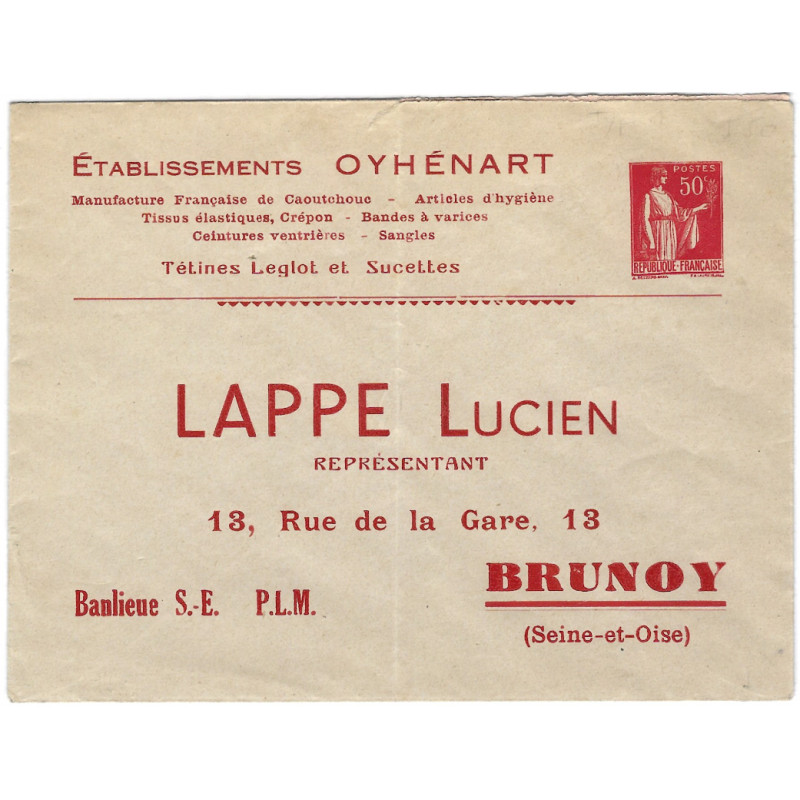 ÉTABLISSEMENTS OYHÉNART
Manufacture Française de Caoutchouc - Articles d'hygiène
Tissus élastiques, Crépon - Bandes à varices
Ceintures ventrières - Sangles
Tétines Leglot et Sucettes
POSTES
50c
RÉPUBLIQUE-FRANÇAISE
LAPPE LUCIEN
REPRÉSENTANT
13, Rue de la Gare, 13
BRUNOY
Banlieue S.-E. P.L.M.
(Seine-et-Oise)